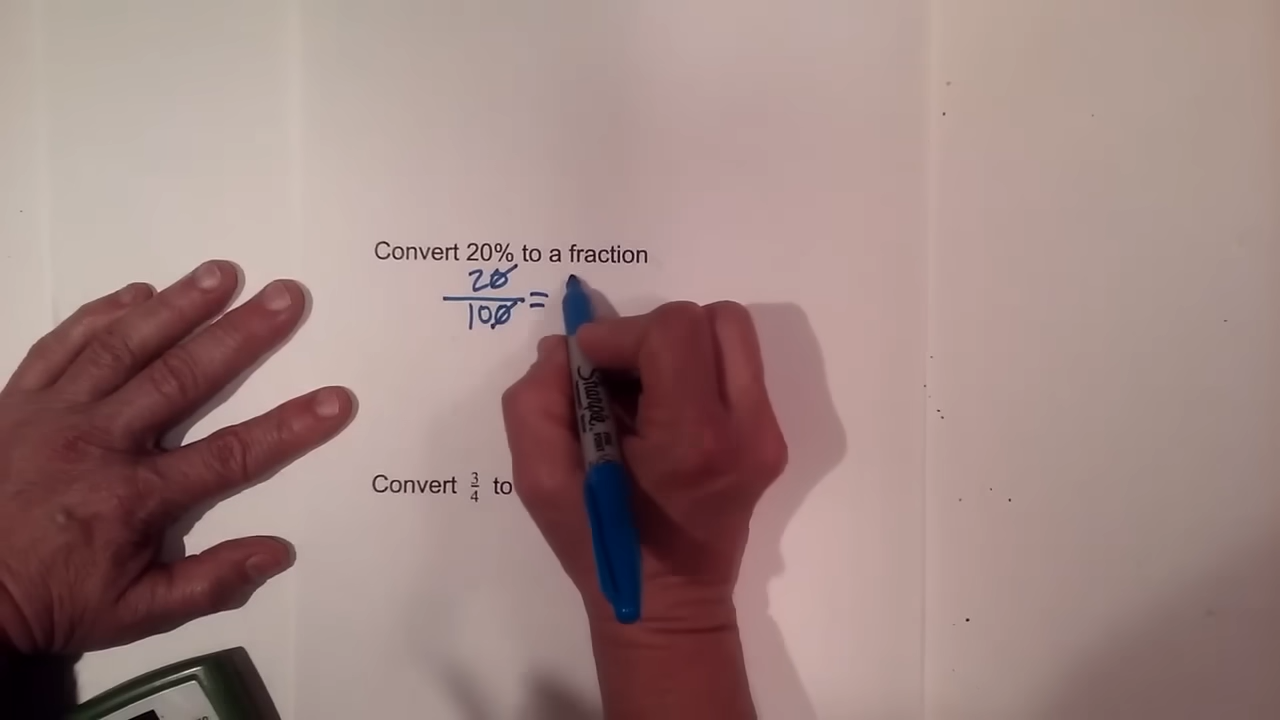 Convert 20% to a fraction
20
100 =
Sharpie
Convert 3/4 to